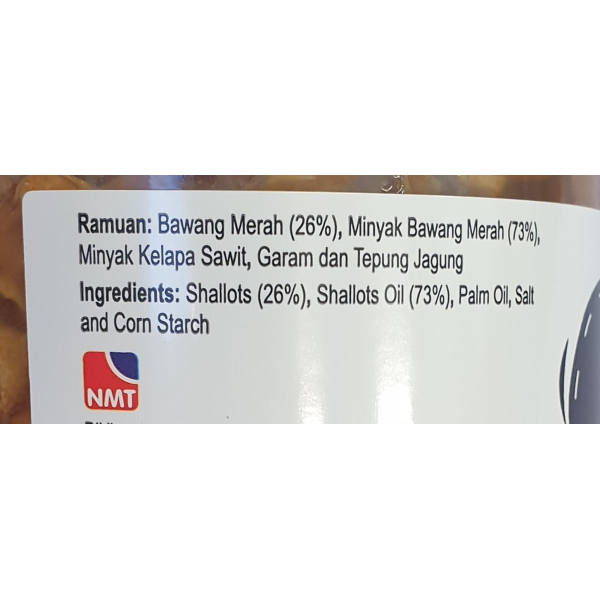 Ramuan: Bawang Merah (26%), Minyak Bawang Merah (73%),
Minyak Kelapa Sawit, Garam dan Tepung Jagung
Ingredients: Shallots (26%), Shallots Oil (73%), Palm Oil, Salt
and Corn Starch
NMT